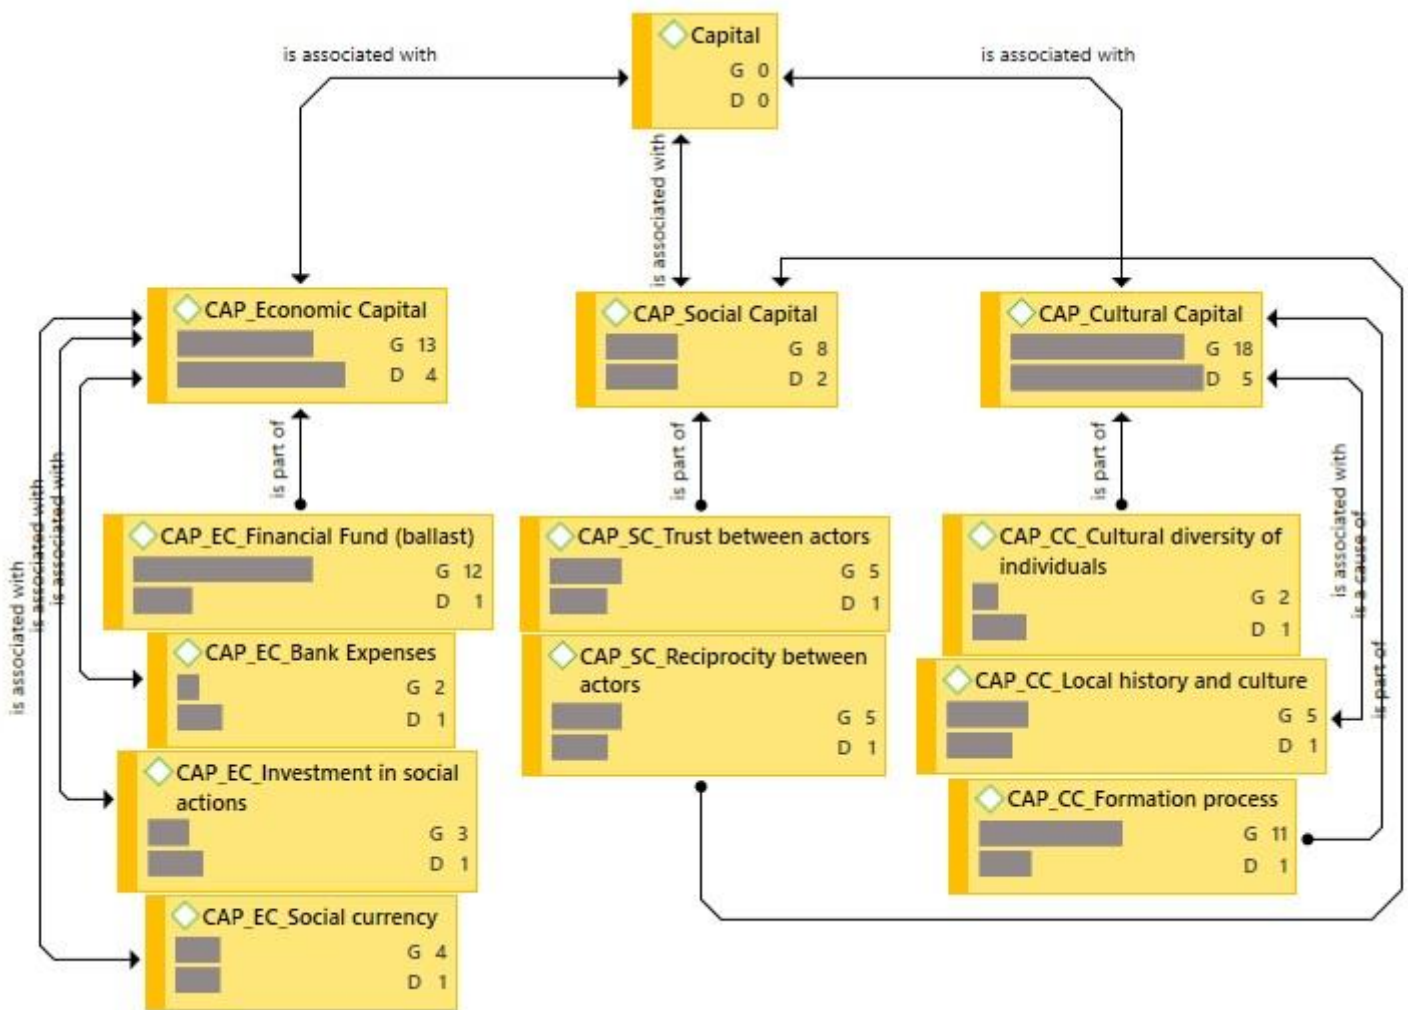 Capital
G 0
D 0
is associated with
is associated with
is associated with
CAP_Economic Capital
G 13
D 4
CAP_Social Capital
G 8
D 2
CAP_Cultural Capital
G 18
D 5
is part of
is part of
is part of
is associated with
is associated with
is associated with
is associated with
is a cause of
is part of
CAP_EC_Financial Fund (ballast)
G 12
D 1
CAP_EC_Bank Expenses
G 2
D 1
CAP_EC_Investment in social
actions
G 3
D 1
CAP_EC_Social currency
G 4
D 1
CAP_SC_Trust between actors
G 5
D 1
CAP_SC_Reciprocity between
actors
G 5
D 1
CAP_CC_Cultural diversity of
individuals
G 2
D 1
CAP_CC_Local history and culture
G 5
D 1
CAP_CC_Formation process
G 11
D 1